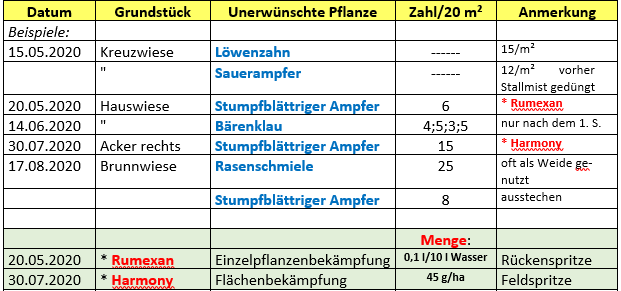 Datum Grundstück Unerwünschte Pflanze Zahl/20 m² Anmerkung
Beispiele:
15.05.2020 Kreuzwiese Löwenzahn ------ 15/m²
" Sauerampfer ------ 12/m² vorher
Stallmist gedüngt
20.05.2020 Hauswiese Stumpfblättriger Ampfer 6 * Rumexan
14.06.2020 " Bärenklau 4;5;3;5 nur nach dem 1. S.
30.07.2020 Acker rechts Stumpfblättriger Ampfer 15 * Harmony
17.08.2020 Brunnwiese Rasenschmiele 25 oft als Weide ge-
nutzt
Stumpfblättriger Ampfer 8 ausstechen
Menge:
20.05.2020 * Rumexan Einzelpflanzenbekämpfung 0,1 l/10 l Wasser Rückenspritze
30.07.2020 * Harmony Flächenbekämpfung 45 g/ha Feldspritze